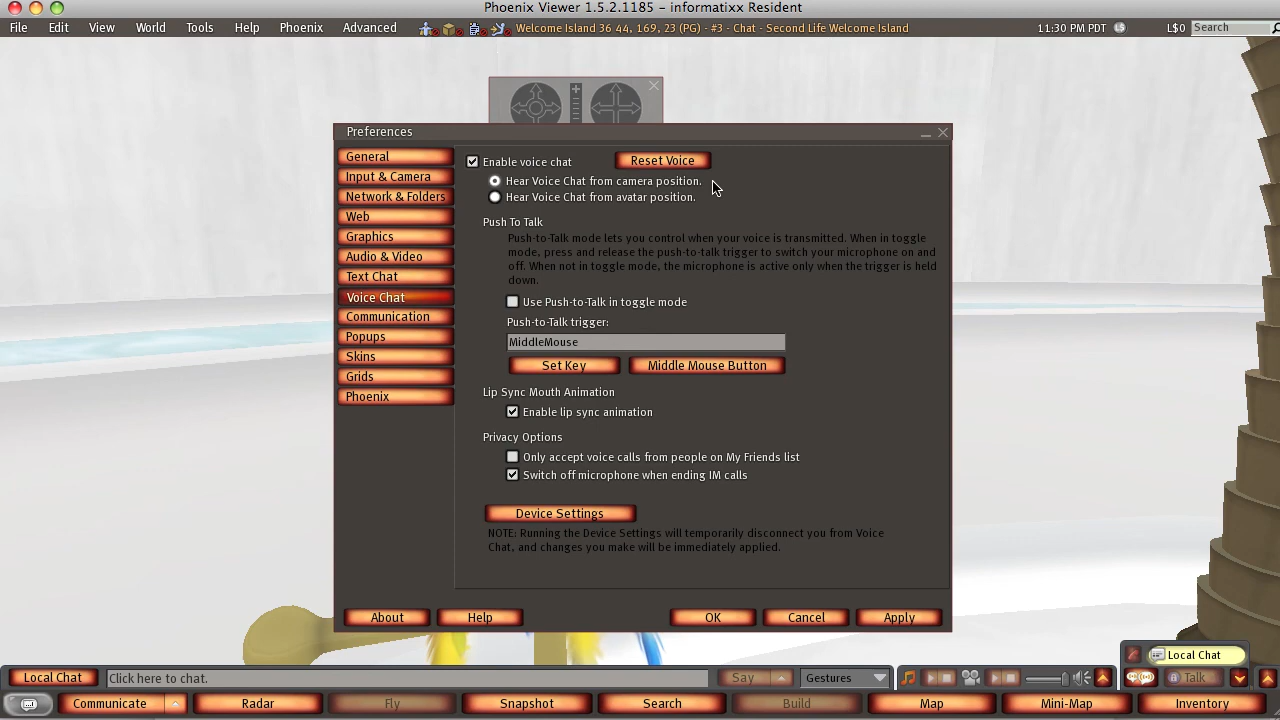 Phoenix Viewer 1.5.2.1185 – informatixx Resident
File Edit View World Tools Help Phoenix Advanced Welcome Island 36 44, 169, 23 (PG) - #3 - Chat - Second Life Welcome Island 11:30 PM PDT L$0 Search
Preferences
General
Input & Camera
Network & Folders
Web
Graphics
Audio & Video
Text Chat
Voice Chat
Communication
Popups
Skins
Grids
Phoenix
Enable voice chat Reset Voice
Hear Voice Chat from camera position.
Hear Voice Chat from avatar position.
Push To Talk
Push-to-Talk mode lets you control when your voice is transmitted. When in toggle
mode, press and release the push-to-talk trigger to switch your microphone on and
off. When not in toggle mode, the microphone is active only when the trigger is held
down.
Use Push-to-Talk in toggle mode
Push-to-Talk trigger:
MiddleMouse
Set Key Middle Mouse Button
Lip Sync Mouth Animation
Enable lip sync animation
Privacy Options
Only accept voice calls from people on My Friends list
Switch off microphone when ending IM calls
Device Settings
NOTE: Running the Device Settings will temporarily disconnect you from Voice
Chat, and changes you make will be immediately applied.
About Help OK Cancel Apply
Local Chat
Local Chat Click here to chat. Say Gestures Talk
Communicate Radar Fly Snapshot Search Build Map Mini-Map Inventory